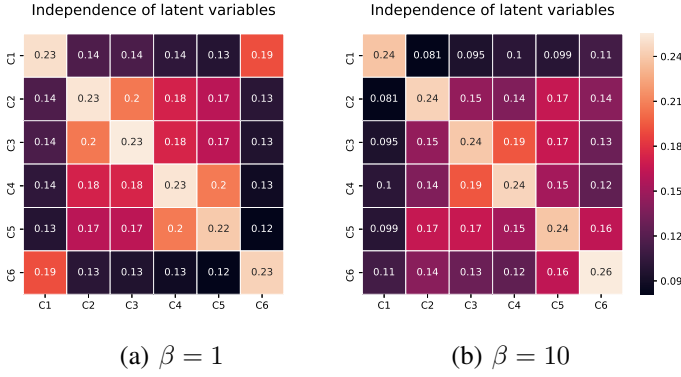 Independence of latent variables
C1 0.23 0.14 0.14 0.14 0.13 0.19
C2 0.14 0.23 0.2 0.18 0.17 0.13
C3 0.14 0.2 0.23 0.18 0.17 0.13
C4 0.14 0.18 0.18 0.23 0.2 0.13
C5 0.13 0.17 0.17 0.2 0.22 0.12
C6 0.19 0.13 0.13 0.13 0.12 0.23
C1 C2 C3 C4 C5 C6
(a) β = 1
Independence of latent variables
C1 0.24 0.081 0.095 0.1 0.099 0.11
C2 0.081 0.24 0.15 0.14 0.17 0.14
C3 0.095 0.15 0.24 0.19 0.17 0.13
C4 0.1 0.14 0.19 0.24 0.15 0.12
C5 0.099 0.17 0.17 0.15 0.24 0.16
C6 0.11 0.14 0.13 0.12 0.16 0.26
C1 C2 C3 C4 C5 C6
0.24
0.21
0.18
0.15
0.12
0.09
(b) β = 10